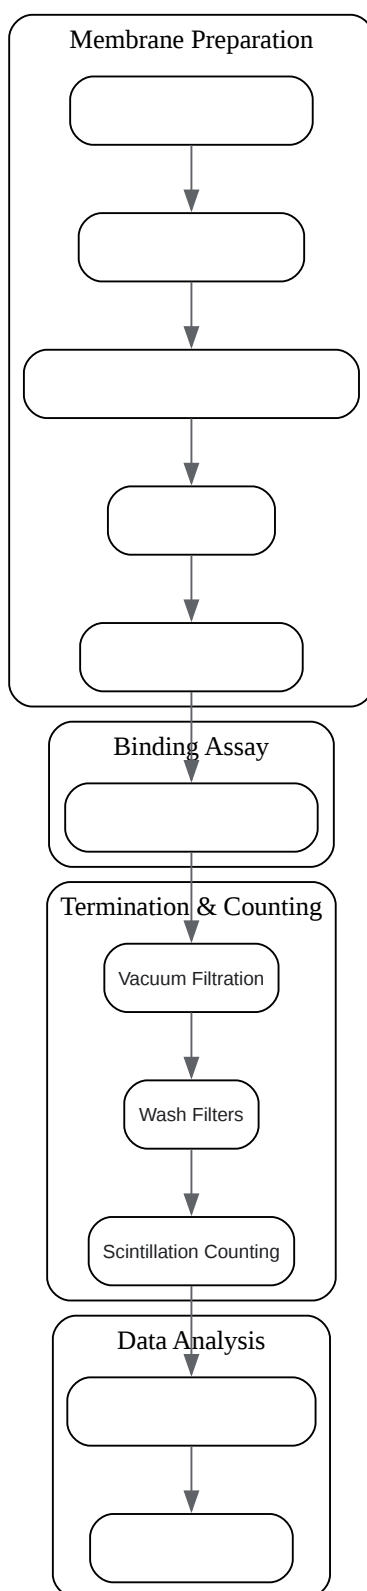 Membrane Preparation
Binding Assay
Termination & Counting
Vacuum Filtration
Wash Filters
Scintillation Counting
Data Analysis